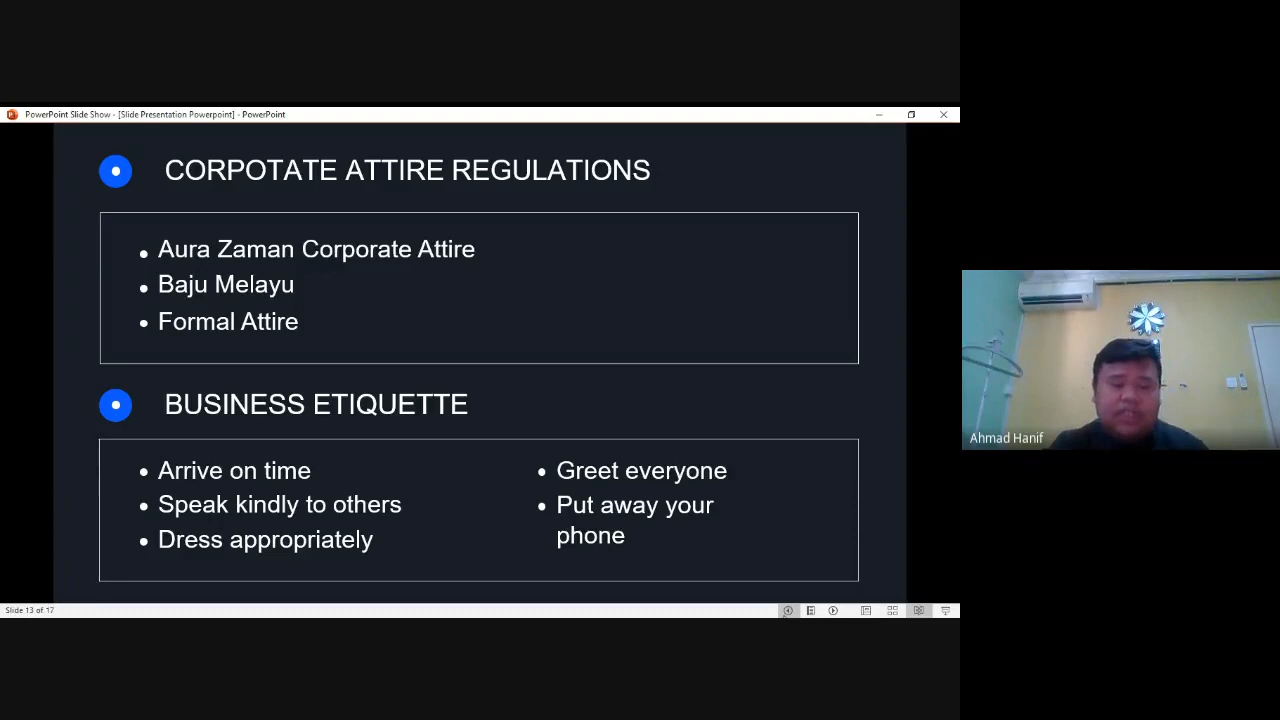 PowerPoint Slide Show - [Slide Presentation Powerpoint] - PowerPoint
CORPOTATE ATTIRE REGULATIONS
Aura Zaman Corporate Attire
Baju Melayu
Formal Attire
BUSINESS ETIQUETTE
Arrive on time
Speak kindly to others
Dress appropriately
Greet everyone
Put away your
phone
Slide 13 of 17
Ahmad Hanif